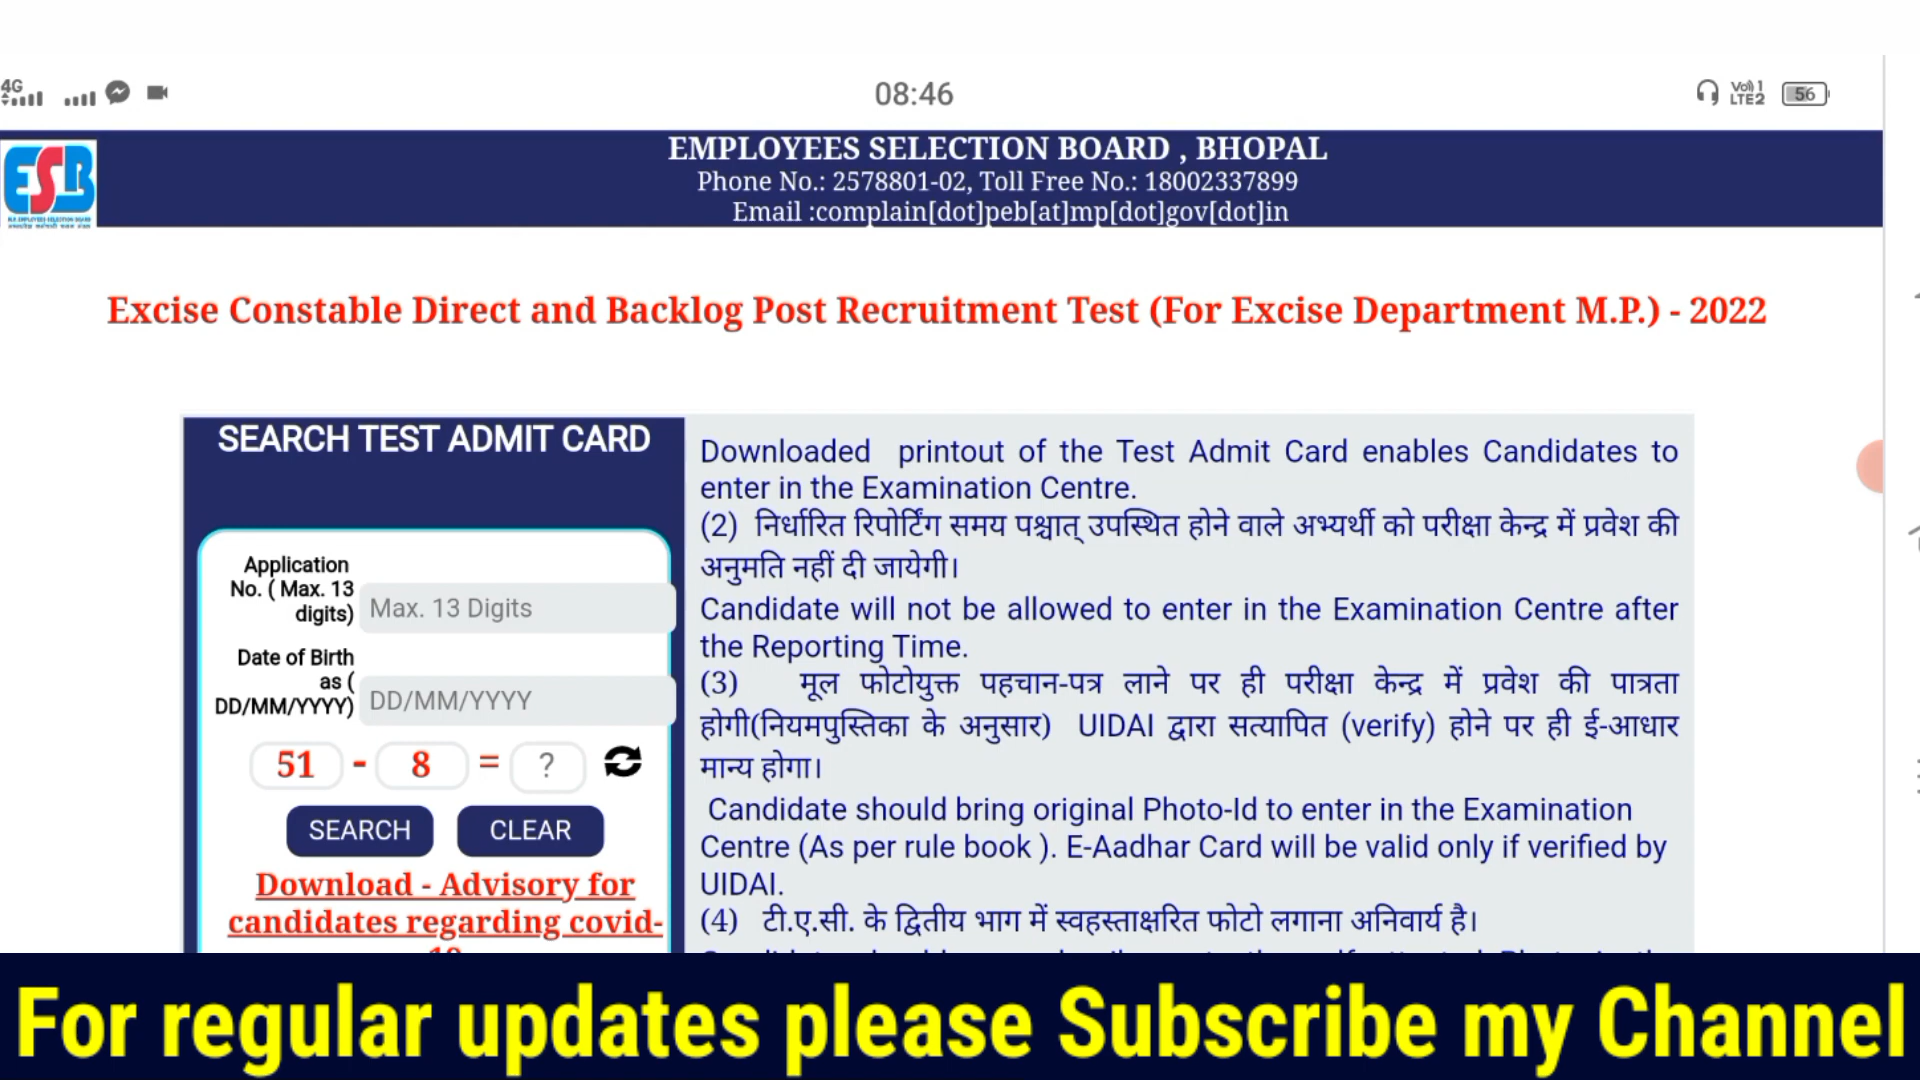 4G
08:46
Vo)) 1
LTE2
56
ESB
EMPLOYEES SELECTION BOARD , BHOPAL
Phone No.: 2578801-02, Toll Free No.: 18002337899
Email :complain[dot]peb[at]mp[dot]gov[dot]in
Excise Constable Direct and Backlog Post Recruitment Test (For Excise Department M.P.) - 2022
SEARCH TEST ADMIT CARD
Application
No. ( Max. 13
digits)
Max. 13 Digits
Date of Birth
as (
DD/MM/YYYY)
DD/MM/YYYY
51 - 8 = ?
SEARCH CLEAR
Download - Advisory for
candidates regarding covid-
Downloaded printout of the Test Admit Card enables Candidates to
enter in the Examination Centre.
(2) निर्धारित रिपोर्टिंग समय पश्चात् उपस्थित होने वाले अभ्यर्थी को परीक्षा केन्द्र में प्रवेश की
अनुमति नहीं दी जायेगी।
Candidate will not be allowed to enter in the Examination Centre after
the Reporting Time.
(3) मूल फोटोयुक्त पहचान-पत्र लाने पर ही परीक्षा केन्द्र में प्रवेश की पात्रता
होगी(नियमपुस्तिका के अनुसार) UIDAI द्वारा सत्यापित (verify) होने पर ही ई-आधार
मान्य होगा।
Candidate should bring original Photo-Id to enter in the Examination
Centre (As per rule book ). E-Aadhar Card will be valid only if verified by
UIDAI.
(4) टी.ए.सी. के द्वितीय भाग में स्वहस्ताक्षरित फोटो लगाना अनिवार्य है।
For regular updates please Subscribe my Channel